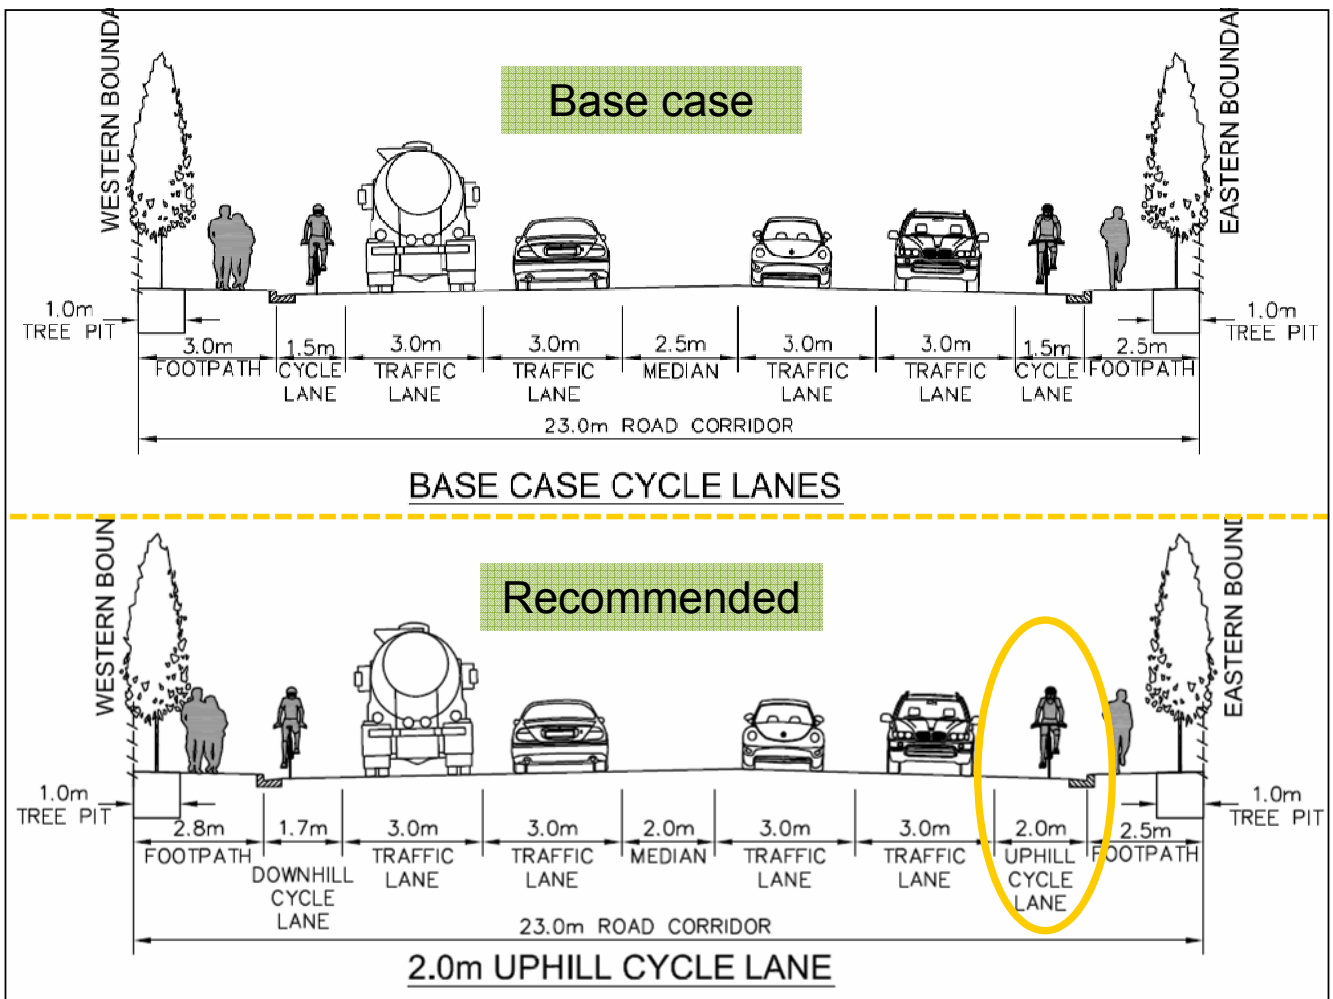 WESTERN BOUNDA
Base case
EASTERN BOUNDA
1.0m
TREE PIT
1.0m
TREE PIT
3.0m
FOOTPATH
1.5m
CYCLE
LANE
3.0m
TRAFFIC
LANE
3.0m
TRAFFIC
LANE
2.5m
MEDIAN
3.0m
TRAFFIC
LANE
3.0m
TRAFFIC
LANE
1.5m
CYCLE
LANE
2.5m
FOOTPATH
23.0m ROAD CORRIDOR
BASE CASE CYCLE LANES
WESTERN BOUN
Recommended
EASTERN BOUND
1.0m
TREE PIT
1.0m
TREE PIT
2.8m
FOOTPATH
1.7m
DOWNHILL
CYCLE
LANE
3.0m
TRAFFIC
LANE
3.0m
TRAFFIC
LANE
2.0m
MEDIAN
3.0m
TRAFFIC
LANE
3.0m
TRAFFIC
LANE
2.0m
UPHILL
CYCLE
LANE
2.5m
FOOTPATH
23.0m ROAD CORRIDOR
2.0m UPHILL CYCLE LANE